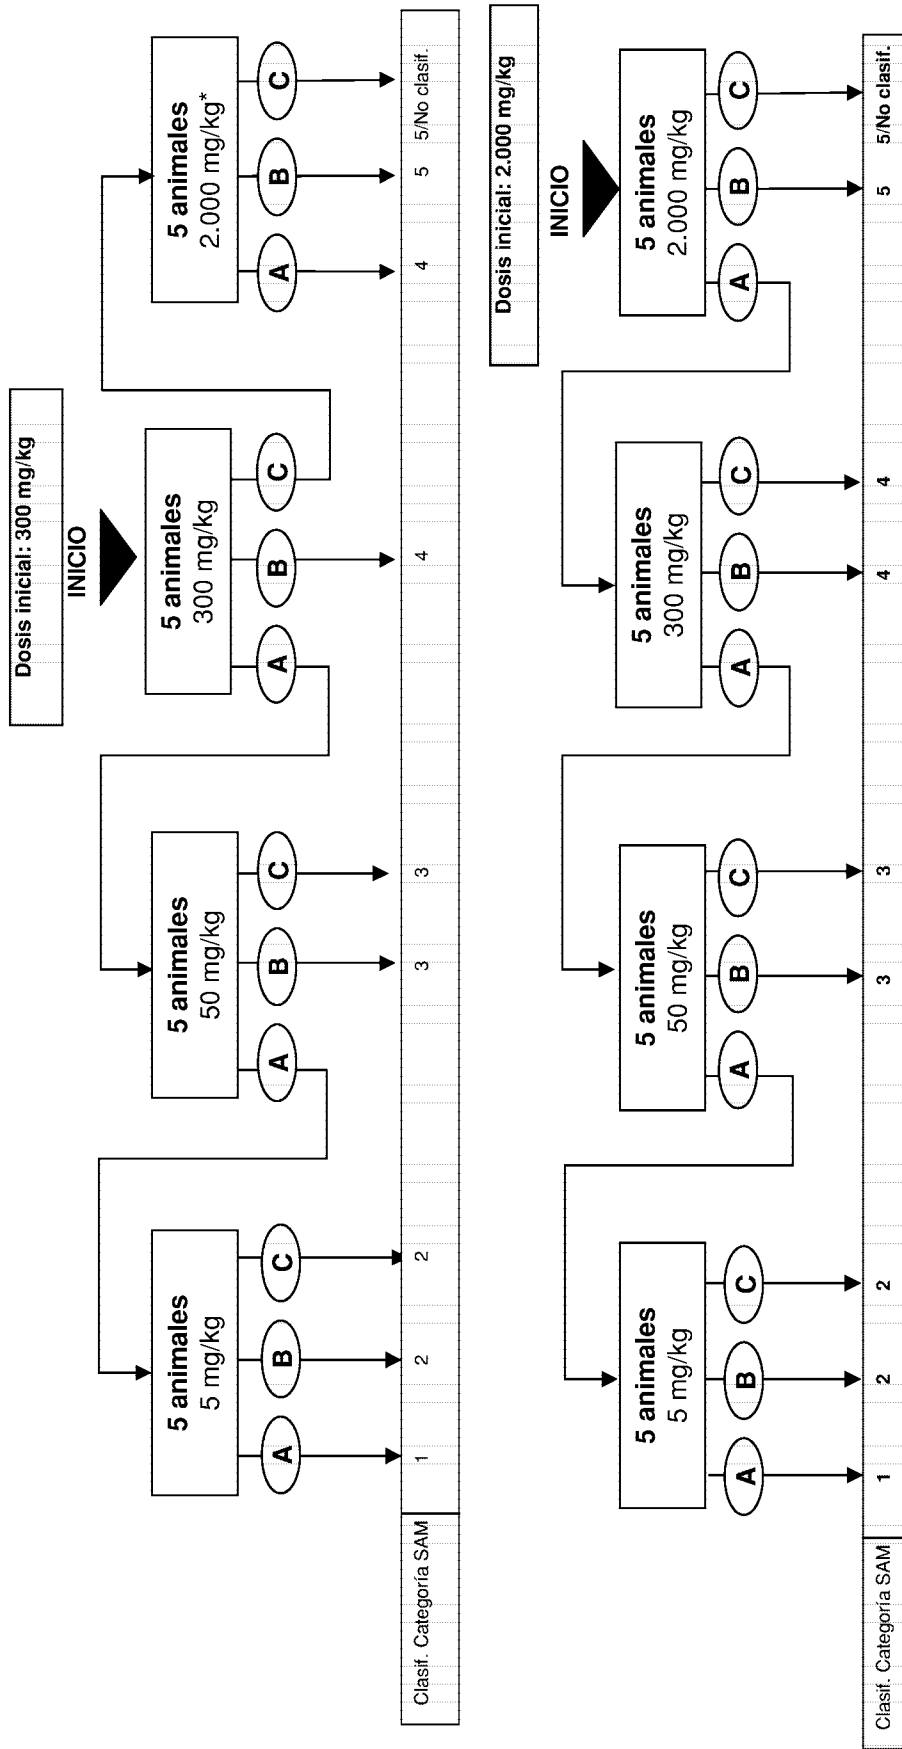 Dosis inicial: 300 mg/kg
INICIO
5 animales
5 mg/kg
5 animales
50 mg/kg
5 animales
300 mg/kg
5 animales
2.000 mg/kg*
A
B
C
A
B
C
A
B
C
A
B
C
Clasif. Categoría SAM
1
2
2
3
3
4
4
5
5/No clasif.
Dosis inicial: 2.000 mg/kg
INICIO
5 animales
5 mg/kg
5 animales
50 mg/kg
5 animales
300 mg/kg
5 animales
2.000 mg/kg
A
B
C
A
B
C
A
B
C
A
B
C
Clasif. Categoría SAM
1
2
2
3
3
4
4
5
5/No clasif.